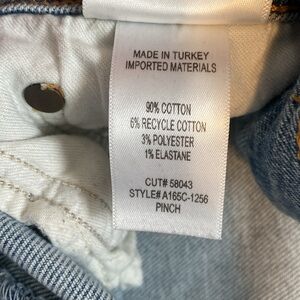 MADE IN TURKEY
IMPORTED MATERIALS
90% COTTON
6% RECYCLE COTTON
3% POLYESTER
1% ELASTANE
CUT# 58043
STYLE# A165C-1256
PINCH